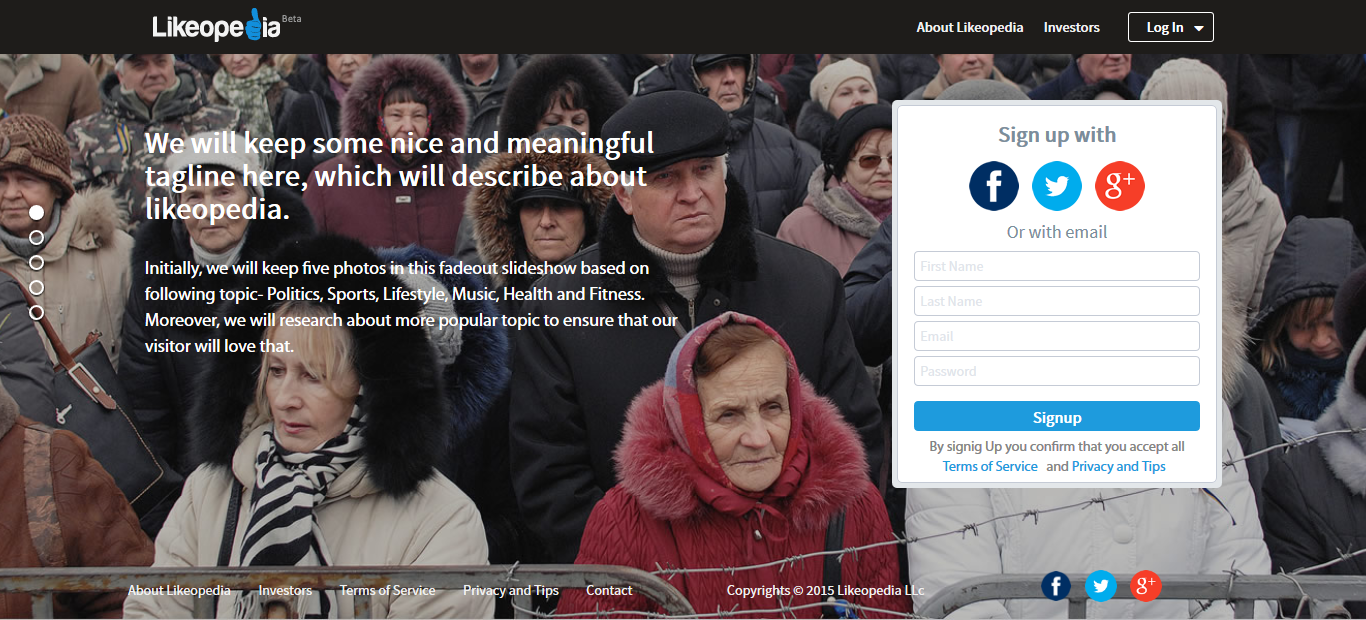 Likeopedia Beta
About Likeopedia
Investors
Log In
We will keep some nice and meaningful
tagline here, which will describe about
likeopedia.
Initially, we will keep five photos in this fadeout slideshow based on
following topic- Politics, Sports, Lifestyle, Music, Health and Fitness.
Moreover, we will research about more popular topic to ensure that our
visitor will love that.
Sign up with
f
g+
Or with email
First Name
Last Name
Email
Password
Signup
By signig Up you confirm that you accept all
Terms of Service and Privacy and Tips
About Likeopedia
Investors
Terms of Service
Privacy and Tips
Contact
Copyrights © 2015 Likeopedia LLc
f
g+